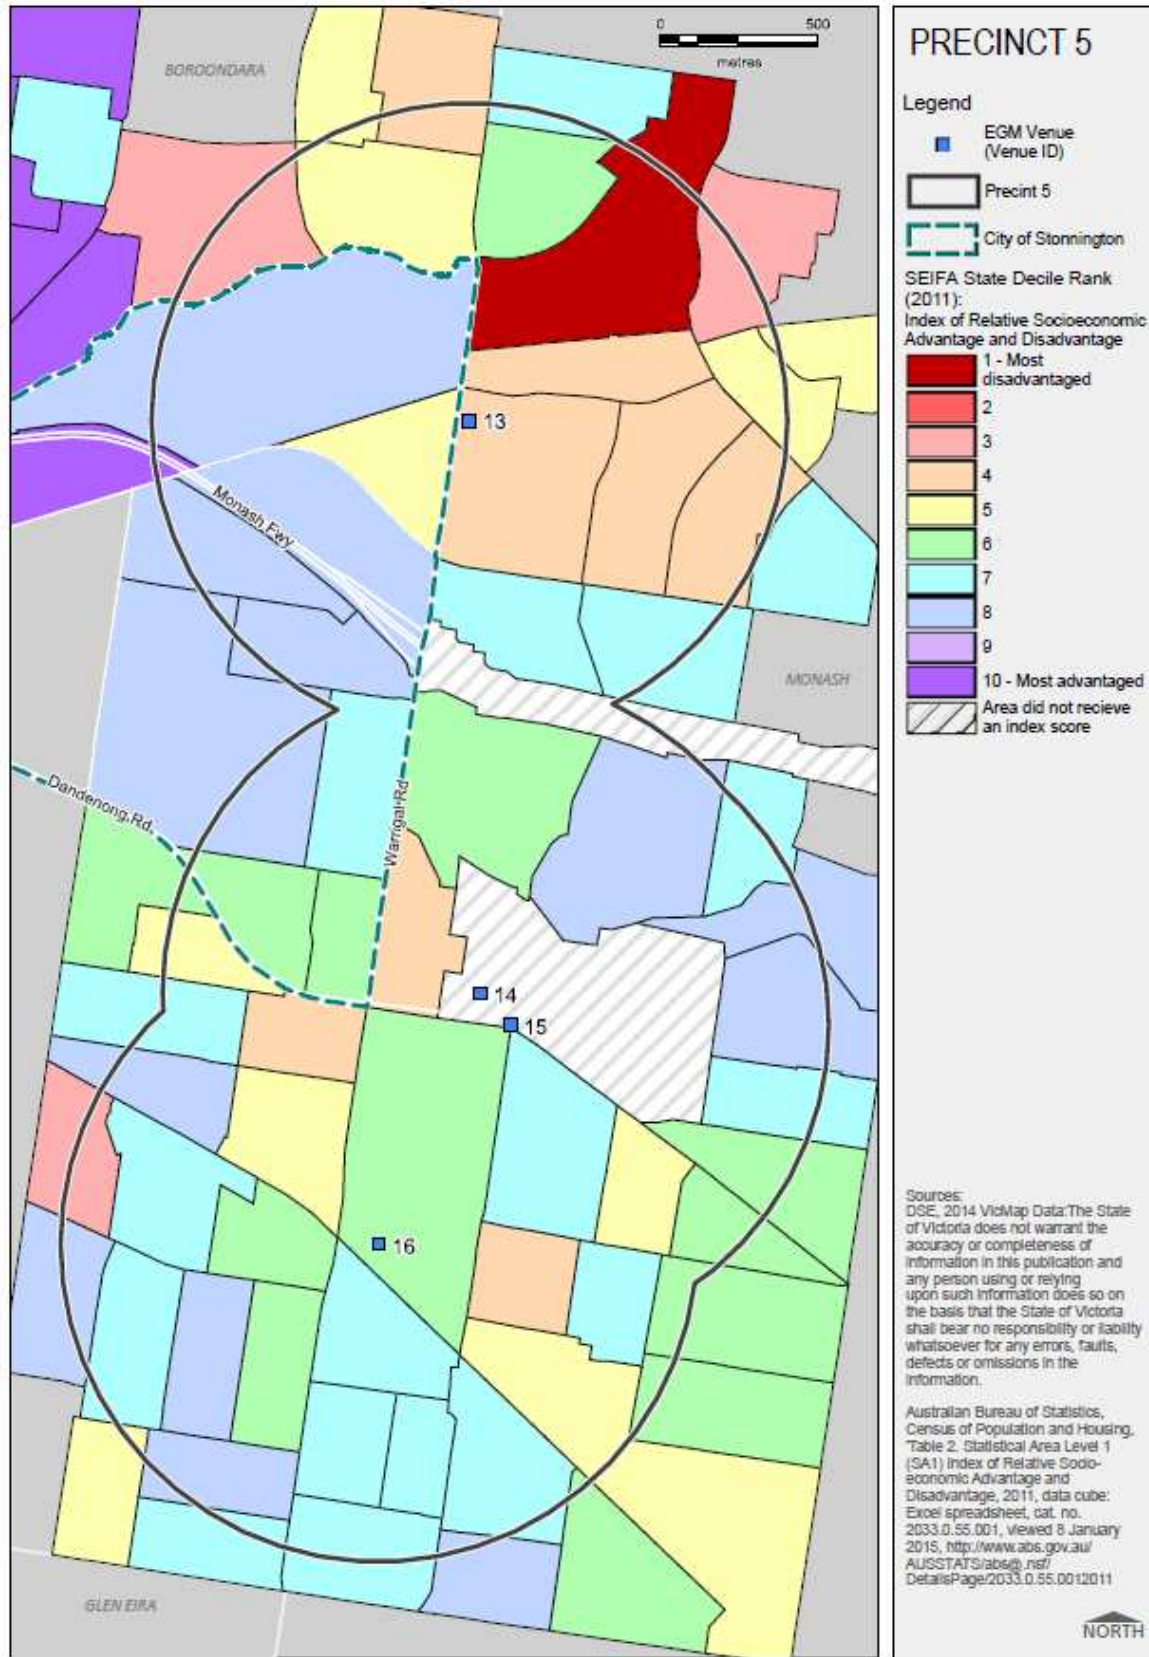 BOROONDARA
0
500
metres
13
Monash Fwy
MONASH
Dandenong Rd
Warrigal Rd
14
15
16
GLEN EIRA
PRECINCT 5
Legend
EGM Venue
(Venue ID)
Precint 5
City of Stonnington
SEIFA State Decile Rank
(2011):
Index of Relative Socioeconomic
Advantage and Disadvantage
1 - Most
disadvantaged
2
3
4
5
6
7
8
9
10 - Most advantaged
Area did not recieve
an index score
Sources:
DSE, 2014 VicMap Data:The State
of Victoria does not warrant the
accuracy or completeness of
information in this publication and
any person using or relying
upon such information does so on
the basis that the State of Victoria
shall bear no responsibility or liability
whatsoever for any errors, faults,
defects or omissions in the
information.
Australian Bureau of Statistics,
Census of Population and Housing,
"Table 2. Statistical Area Level 1
(SA1) Index of Relative Socio-
economic Advantage and
Disadvantage, 2011, data cube:
Excel spreadsheet, cat. no.
2033.0.55.001, viewed 8 January
2015, http://www.abs.gov.au/
AUSSTATS/abs@.nsf/
DetailsPage/2033.0.55.0012011
NORTH